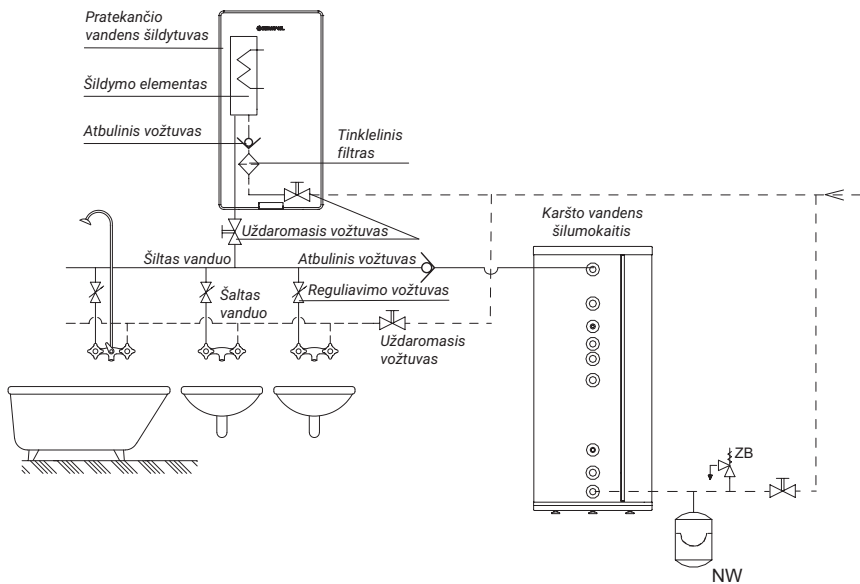 Pratekančio
vandens šildytuvas
Šildymo elementas
Atbulinis vožtuvas
Tinklelinis
filtras
Uždaromasis vožtuvas
Karšto vandens
šilumokaitis
Šiltas vanduo
Atbulinis vožtuvas
Šaltas
vanduo
Reguliavimo vožtuvas
Uždaromasis
vožtuvas
ZB
NW